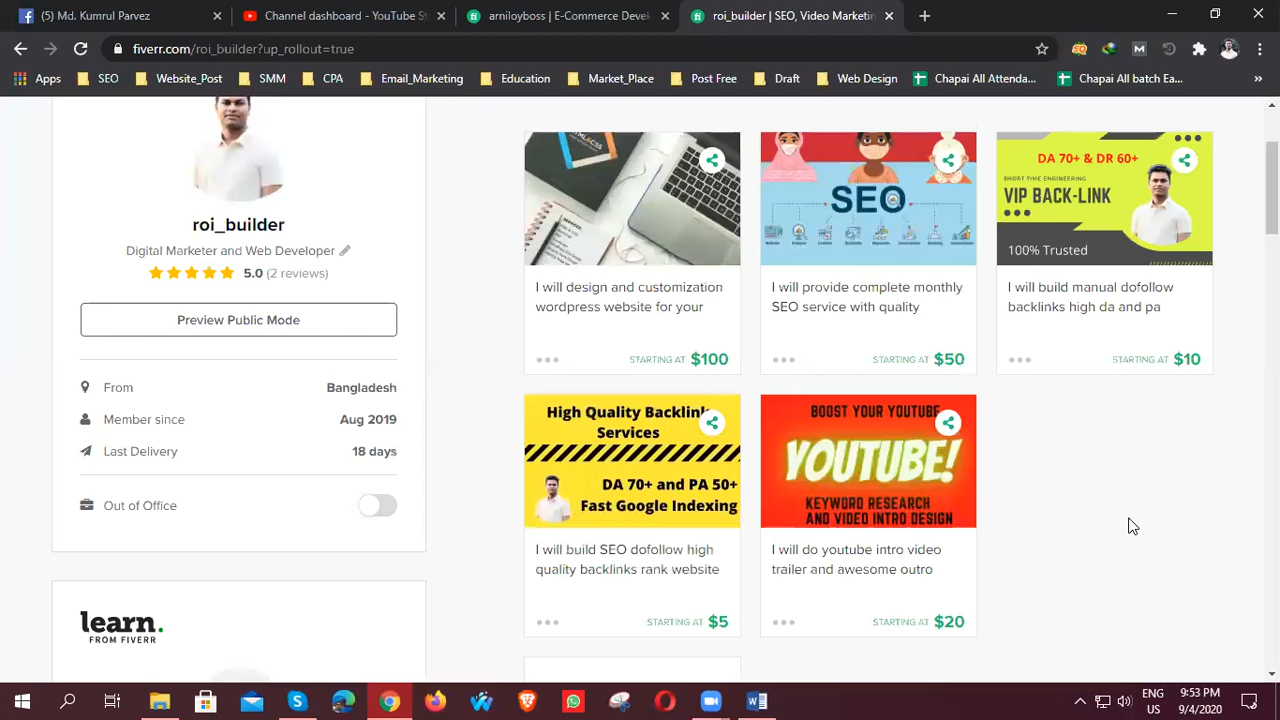 (5) Md. Kumrul Parvez
Channel dashboard - YouTube S
arniloyboss | E-Commerce Devel
roi_builder | SEO, Video Marketin
fiverr.com/roi_builder?up_rollout=true
Apps SEO Website_Post SMM CPA Email_Marketing Education Market_Place Post Free Draft Web Design Chapai All Attenda... Chapai All batch Ea...
roi_builder
Digital Marketer and Web Developer
5.0 (2 reviews)
Preview Public Mode
From Bangladesh
Member since Aug 2019
Last Delivery 18 days
Out of Office
learn.
FROM FIVERR
I will design and customization
wordpress website for your
STARTING AT $100
SEO
I will provide complete monthly
SEO service with quality
STARTING AT $50
DA 70+ & DR 60+
SHORT TIME ENGINEERING
VIP BACK-LINK
100% Trusted
I will build manual dofollow
backlinks high da and pa
STARTING AT $10
High Quality Backlink
Services
DA 70+ and PA 50+
Fast Google Indexing
I will build SEO dofollow high
quality backlinks rank website
STARTING AT $5
BOOST YOUR YOUTUBE
YOUTUBE!
KEYWORD RESEARCH
AND VIDEO INTRO DESIGN
I will do youtube intro video
trailer and awesome outro
STARTING AT $20
ENG
US
9:53 PM
9/4/2020